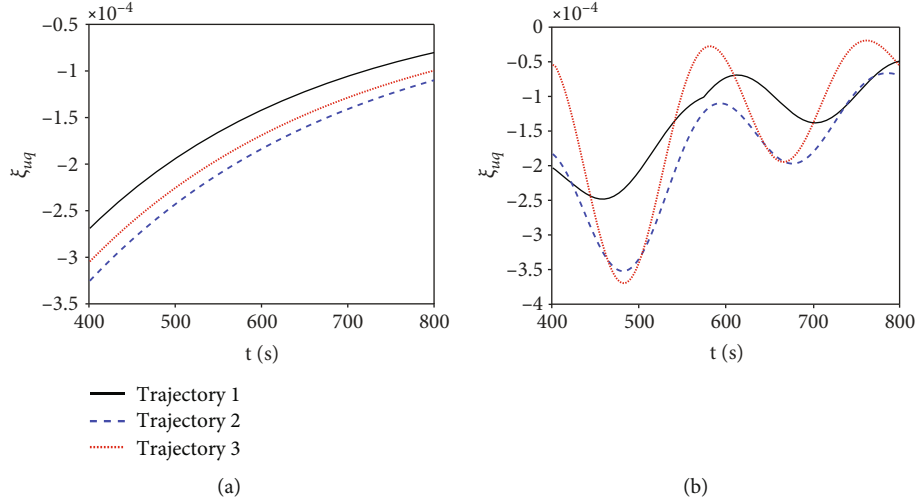 ×10⁻⁴
−0.5
−1
−1.5
−2
−2.5
−3
−3.5
ξuq
400 500 600 700 800
t (s)
Trajectory 1
Trajectory 2
Trajectory 3
(a)
×10⁻⁴
0
−0.5
−1
−1.5
−2
−2.5
−3
−3.5
−4
ξuq
400 500 600 700 800
t (s)
(b)